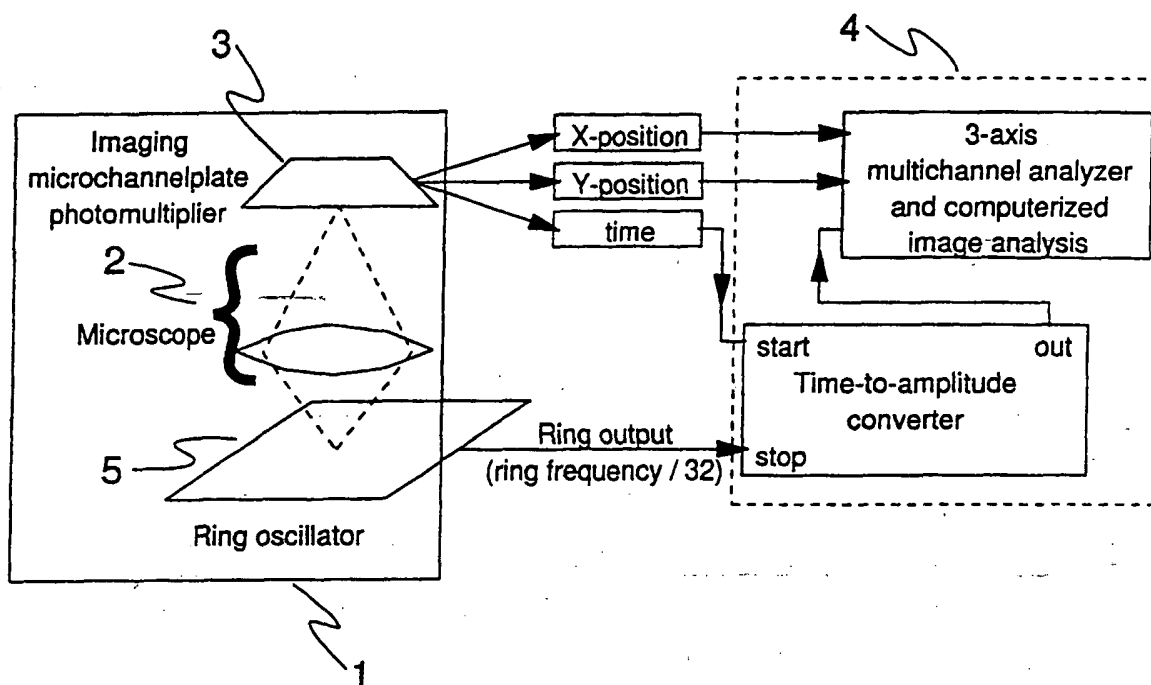 3
4
Imaging
microchannelplate
photomultiplier
X-position
Y-position
time
3-axis
multichannel analyzer
and computerized
image analysis
2
Microscope
start
out
Time-to-amplitude
converter
stop
5
Ring output
(ring frequency / 32)
Ring oscillator
1